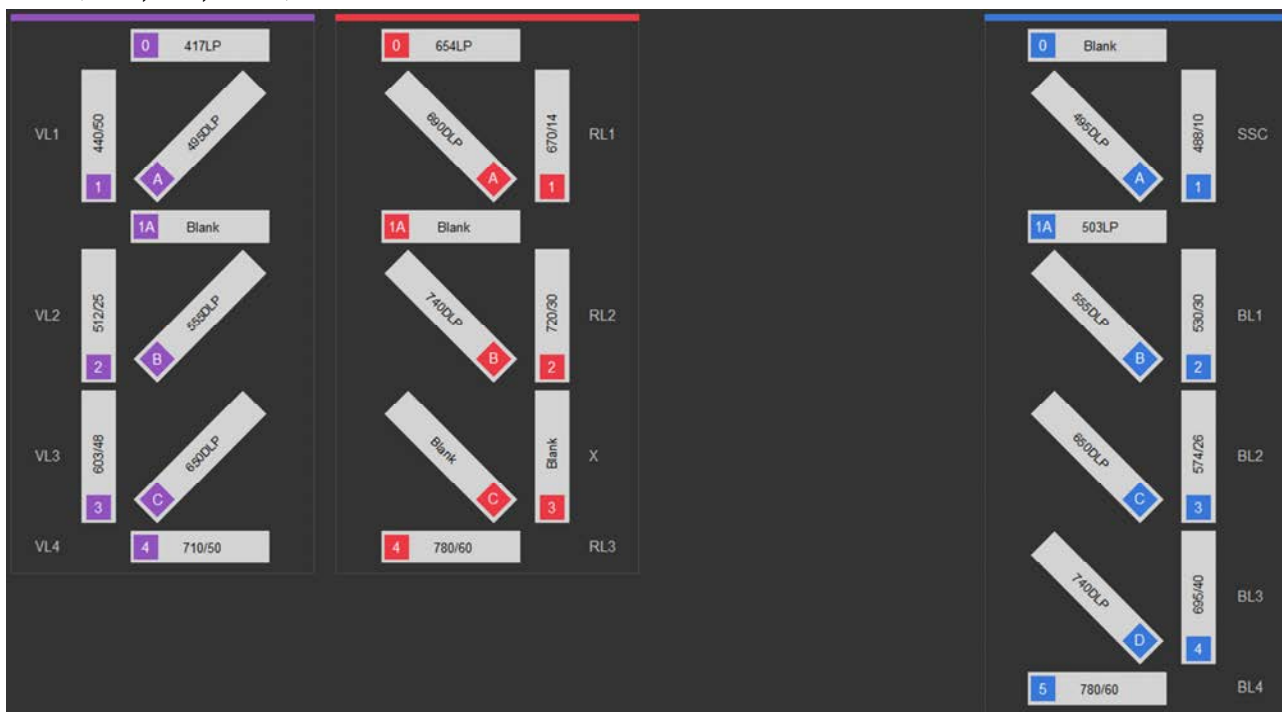 0 417LP
VL1
440/50
1
495DLP
A
1A Blank
VL2
512/25
2
555DLP
B
VL3
603/48
3
650DLP
C
VL4
4 710/50
0 654LP
690DLP
A
670/14
1
RL1
1A Blank
740DLP
B
720/30
2
RL2
Blank
C
Blank
3
X
4 780/60
RL3
0 Blank
495DLP
A
488/10
1
SSC
1A 503LP
555DLP
B
530/30
2
BL1
650DLP
C
574/26
3
BL2
740DLP
D
695/40
4
BL3
5 780/60
BL4